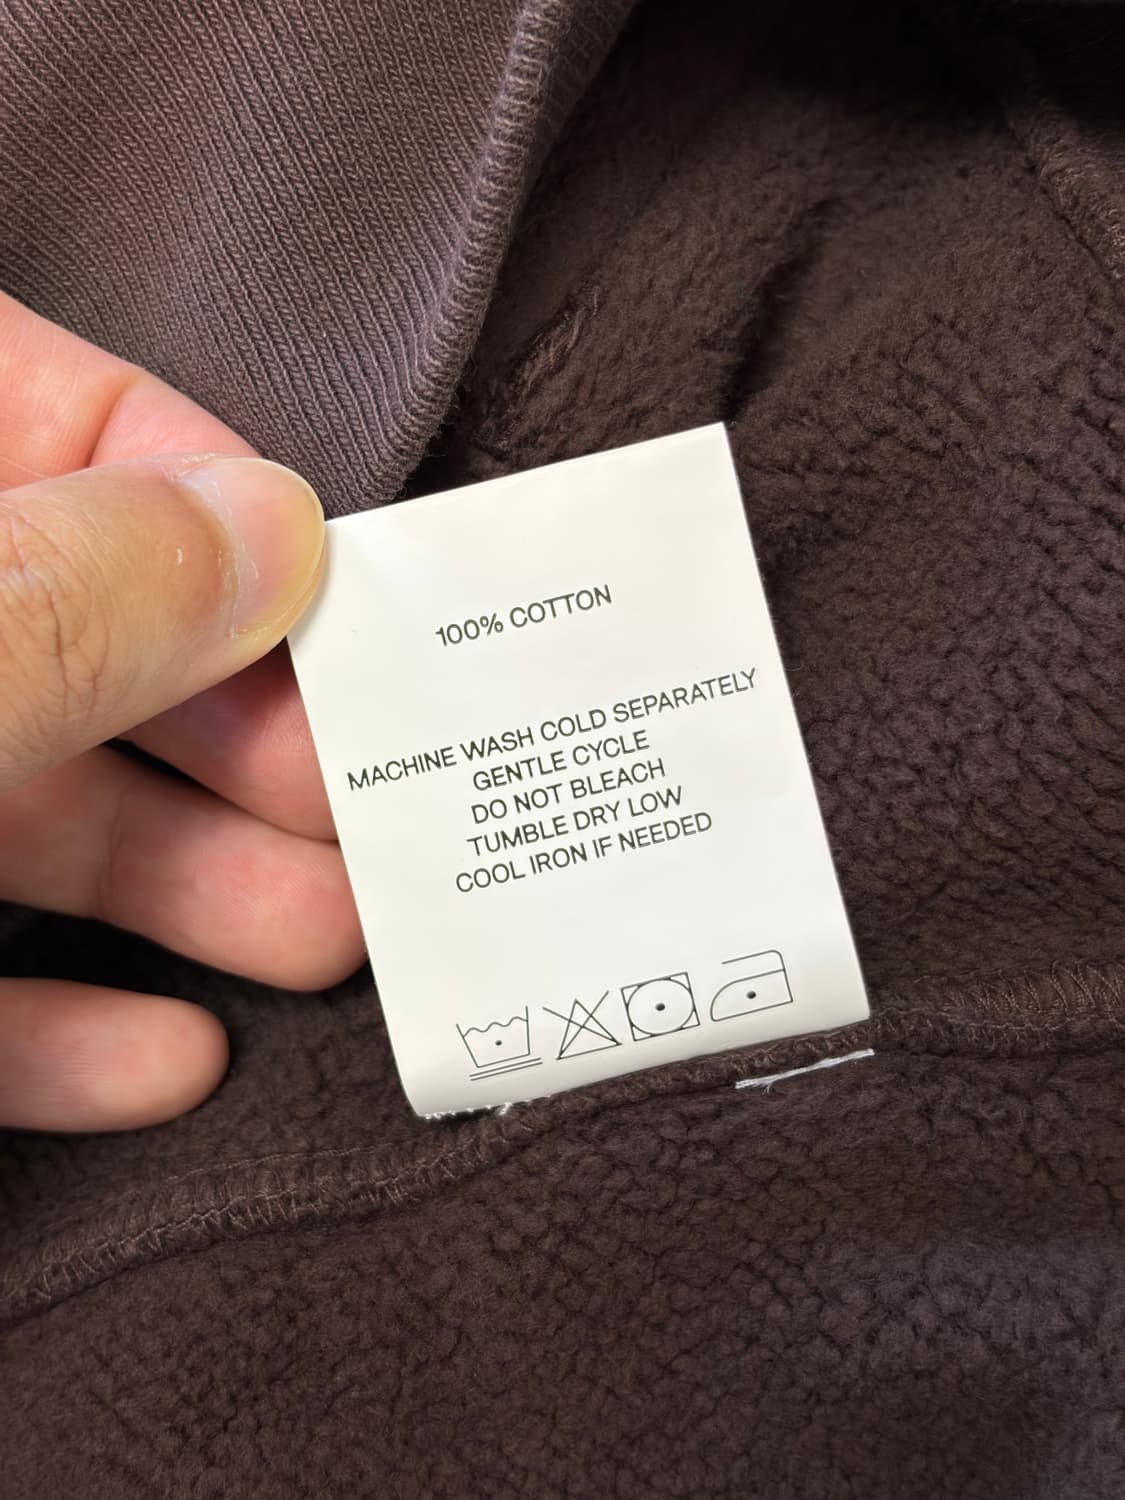 100% COTTON
MACHINE WASH COLD SEPARATELY
GENTLE CYCLE
DO NOT BLEACH
TUMBLE DRY LOW
COOL IRON IF NEEDED